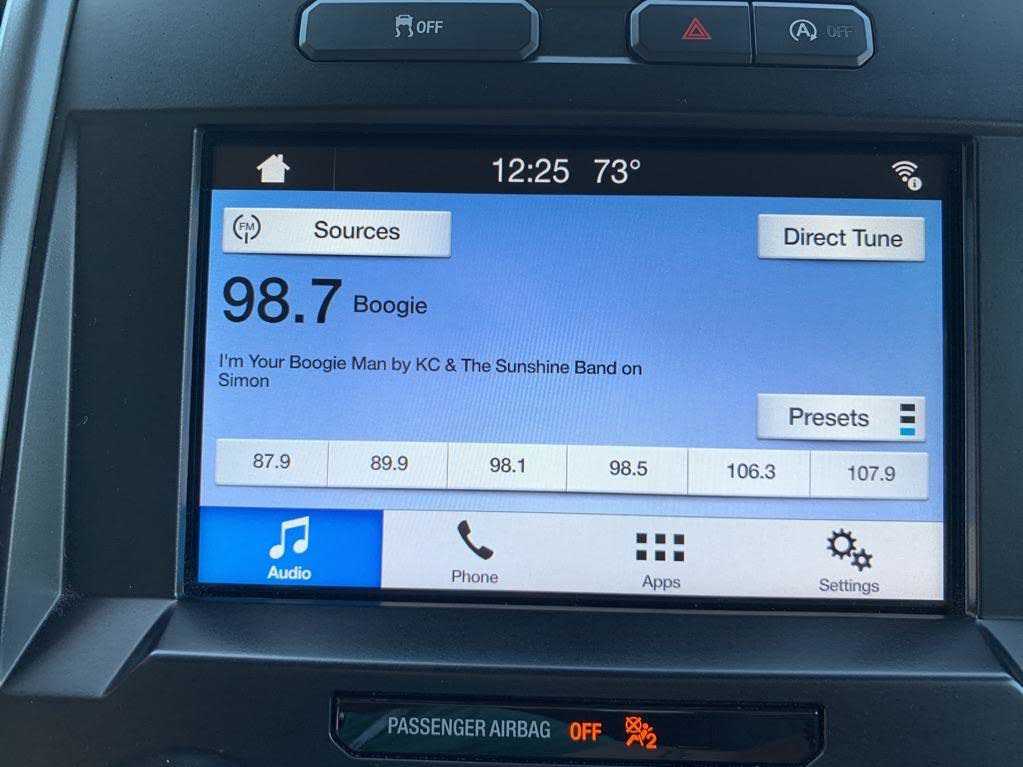 OFF
A OFF
12:25 73°
FM Sources
Direct Tune
98.7 Boogie
I'm Your Boogie Man by KC & The Sunshine Band on
Simon
Presets
87.9 89.9 98.1 98.5 106.3 107.9
Audio Phone Apps Settings
PASSENGER AIRBAG OFF 2